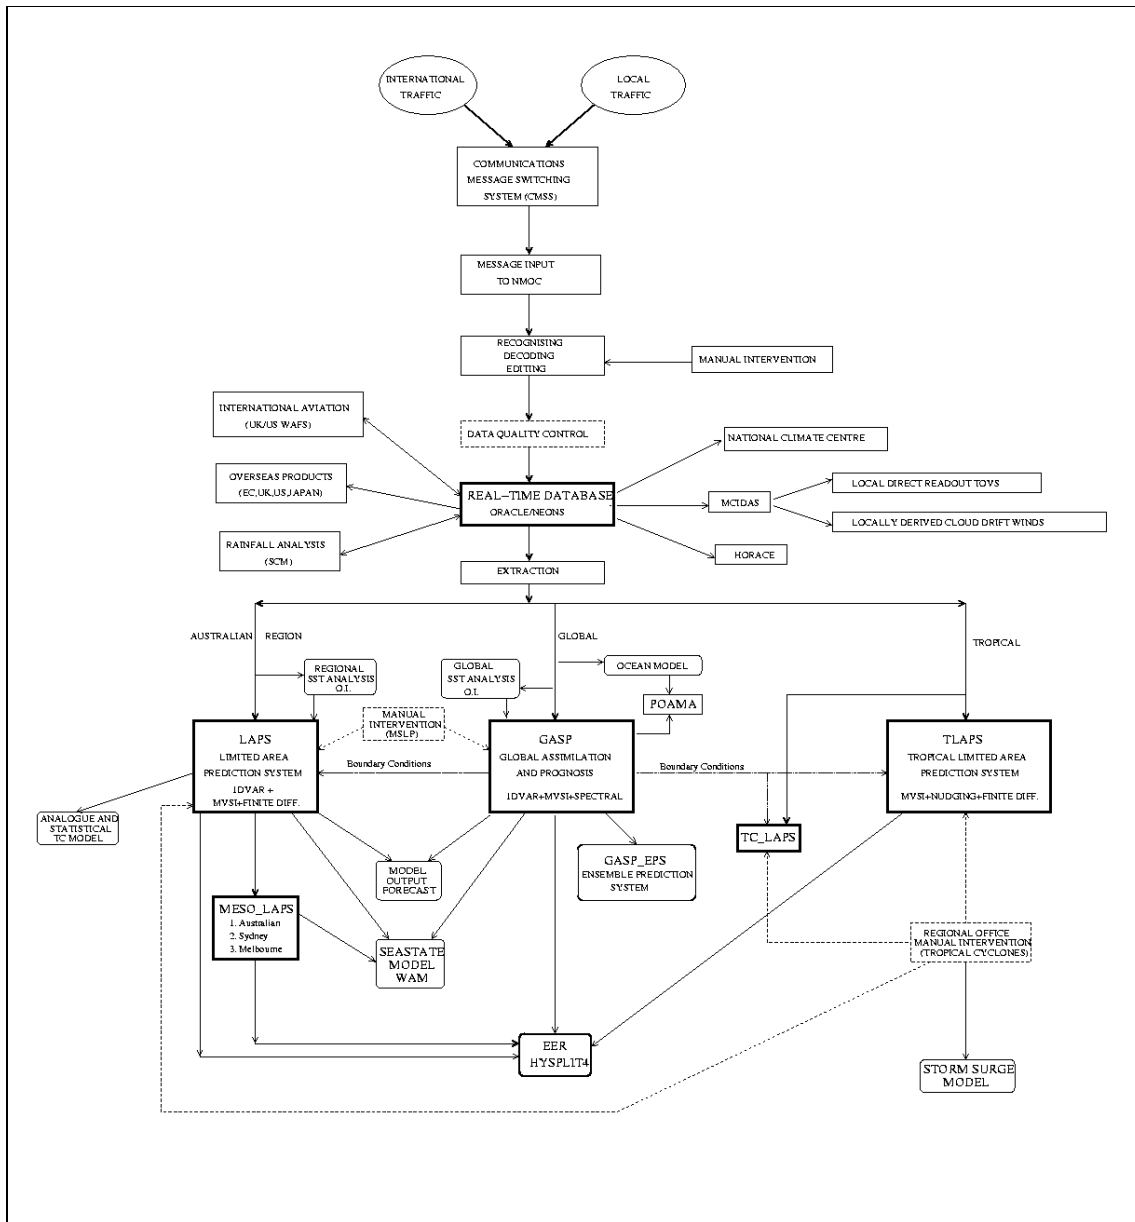 INTERNATIONAL
TRAFFIC
LOCAL
TRAFFIC
COMMUNICATIONS
MESSAGE SWITCHING
SYSTEM (CMSS)
MESSAGE INPUT
TO NMOC
RECOGNISING
DECODING
EDITING
MANUAL INTERVENTION
INTERNATIONAL AVIATION
(UK/US WAFS)
DATA QUALITY CONTROL
NATIONAL CLIMATE CENTRE
OVERSEAS PRODUCTS
(EC,UK,US,JAPAN)
REAL-TIME DATABASE
ORACLE/NEONS
MCIDAS
LOCAL DIRECT READOUT TOVS
LOCALLY DERIVED CLOUD DRIFT WINDS
RAINFALL ANALYSIS
(SCM)
HORACE
EXTRACTION
AUSTRALIAN REGION
GLOBAL
TROPICAL
REGIONAL
SST ANALYSIS
O.I.
GLOBAL
SST ANALYSIS
O.I.
OCEAN MODEL
POAMA
MANUAL
INTERVENTION
(MSLP)
LAPS
LIMITED AREA
PREDICTION SYSTEM
1DVAR +
MVSI+FINITE DIFF.
Boundary Conditions
GASP
GLOBAL ASSIMILATION
AND PROGNOSIS
1DVAR+MVSI+SPECTRAL
Boundary Conditions
TLAPS
TROPICAL LIMITED AREA
PREDICTION SYSTEM
MVSI+NUDGING+FINITE DIFF.
ANALOGUE AND
STATISTICAL
TC MODEL
TC_LAPS
MODEL
OUTPUT
FORECAST
GASP_EPS
ENSEMBLE PREDICTION
SYSTEM
MESO_LAPS
1. Australian
2. Sydney
3. Melbourne
SEASTATE
MODEL
WAM
REGIONAL OFFICE
MANUAL INTERVENTION
(TROPICAL CYCLONES)
EER
HYSPLIT4
STORM SURGE
MODEL